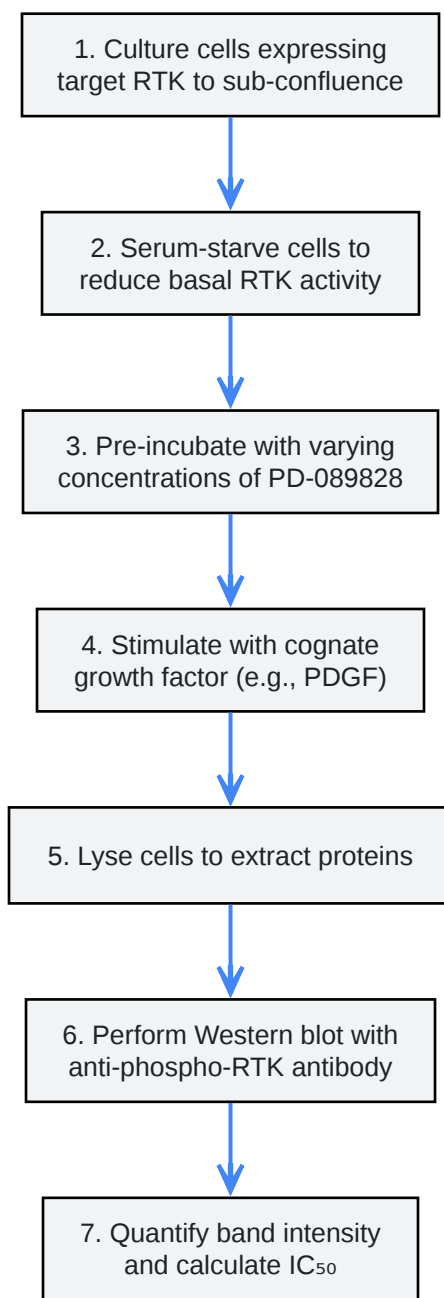 1. Culture cells expressing
target RTK to sub-confluence
2. Serum-starve cells to
reduce basal RTK activity
3. Pre-incubate with varying
concentrations of PD-089828
4. Stimulate with cognate
growth factor (e.g., PDGF)
5. Lyse cells to extract proteins
6. Perform Western blot with
anti-phospho-RTK antibody
7. Quantify band intensity
and calculate IC₅₀